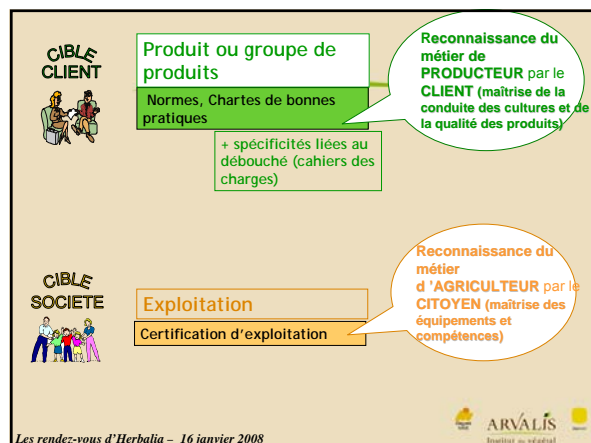 CIBLE
CLIENT
Produit ou groupe de
produits
Normes, Chartes de bonnes
pratiques
+ spécificités liées au
débouché (cahiers des
charges)
Reconnaissance du
métier de
PRODUCTEUR par le
CLIENT (maîtrise de la
conduite des cultures et de
la qualité des produits)
CIBLE
SOCIETE
Exploitation
Certification d'exploitation
Reconnaissance du
métier
d 'AGRICULTEUR par le
CITOYEN (maîtrise des
équipements et
compétences)
Les rendez-vous d'Herbalia – 16 janvier 2008
ARVALIS
Institut du végétal